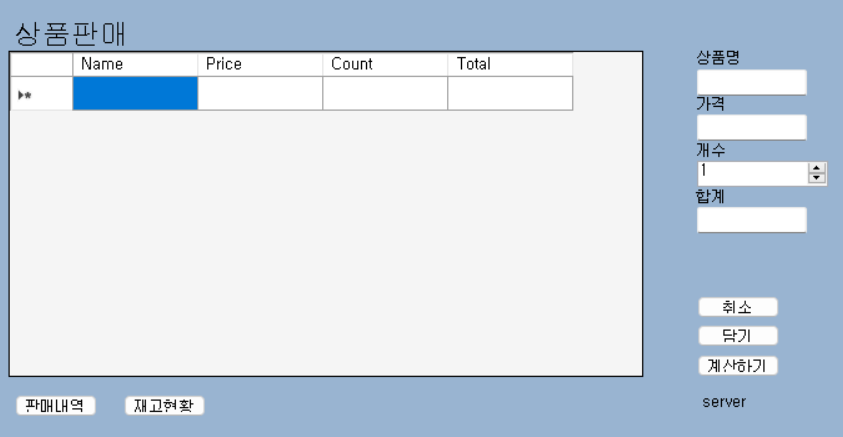 상품판매
Name Price Count Total
상품명
가격
개수
1
합계
취소
담기
계산하기
판매내역 재고현황
server